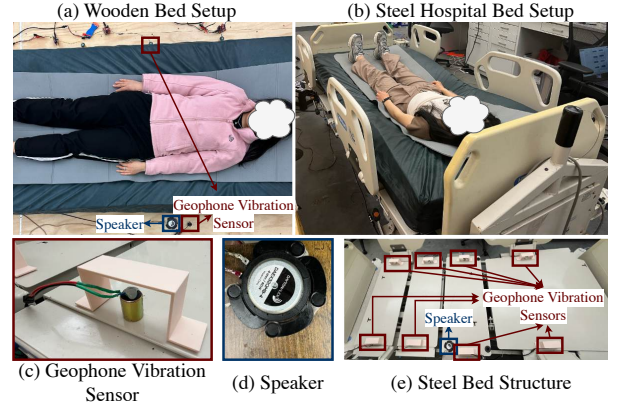 (a) Wooden Bed Setup
(b) Steel Hospital Bed Setup
Geophone Vibration
Sensor
Speaker
Geophone Vibration
Sensors
Speaker
(c) Geophone Vibration
Sensor
(d) Speaker
(e) Steel Bed Structure